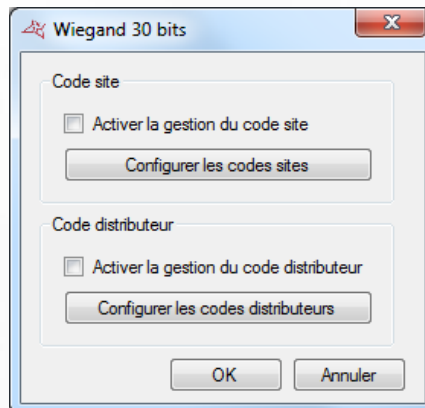 Wiegand 30 bits
Code site
Activer la gestion du code site
Configurer les codes sites
Code distributeur
Activer la gestion du code distributeur
Configurer les codes distributeurs
OK
Annuler